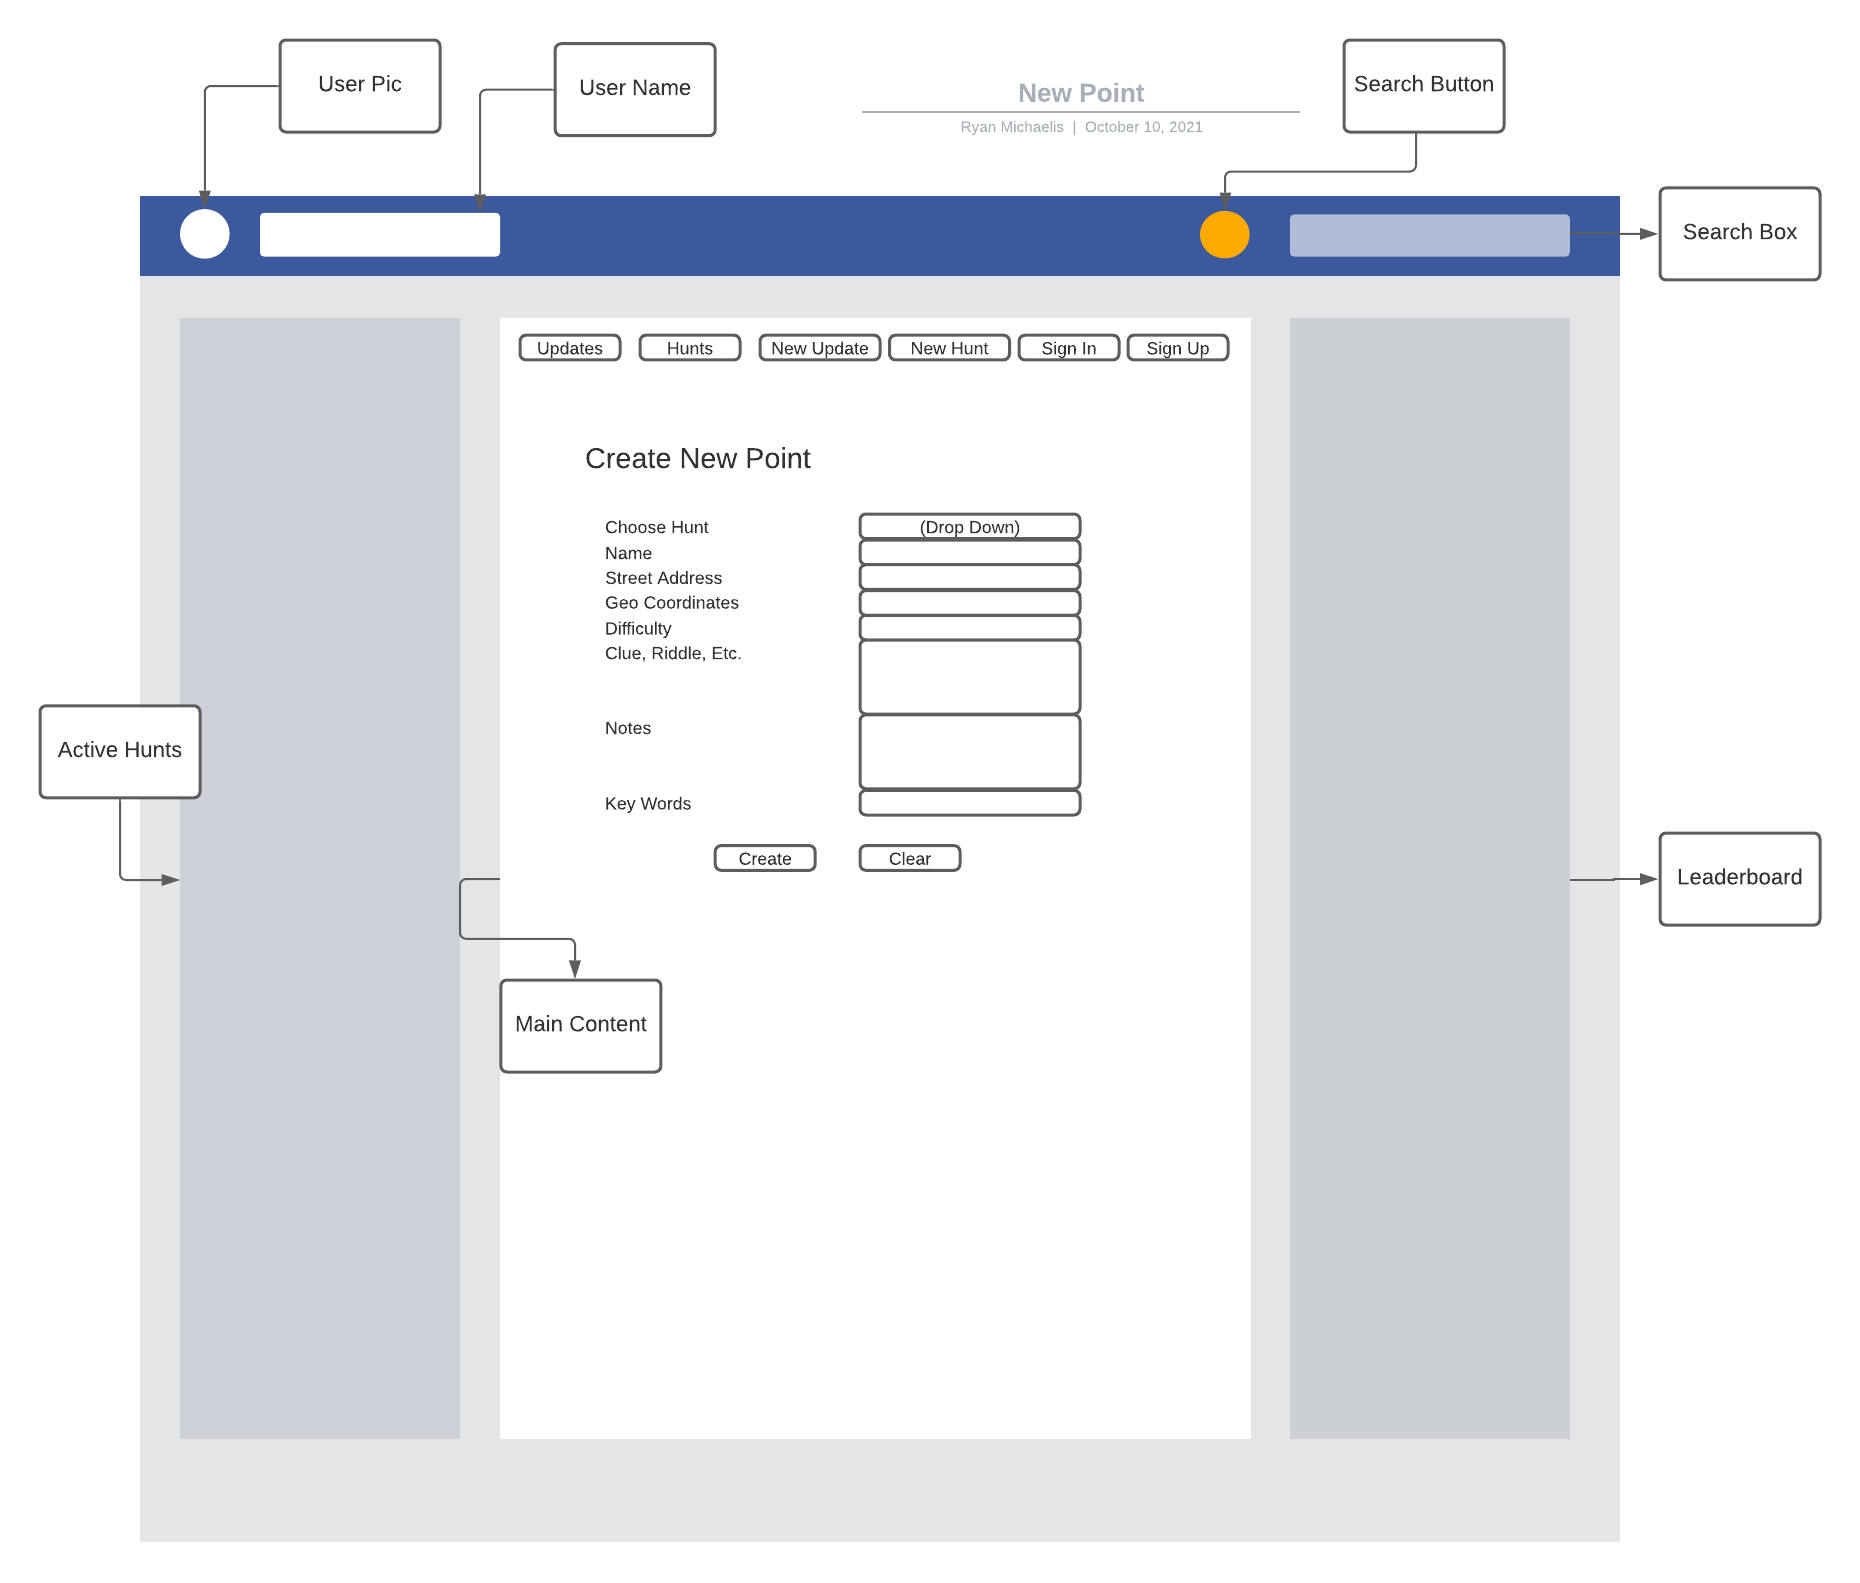 User Pic
User Name
New Point
Ryan Michaelis | October 10, 2021
Search Button
Search Box
Updates
Hunts
New Update
New Hunt
Sign In
Sign Up
Create New Point
Choose Hunt
(Drop Down)
Name
Street Address
Geo Coordinates
Difficulty
Clue, Riddle, Etc.
Notes
Key Words
Create
Clear
Active Hunts
Leaderboard
Main Content